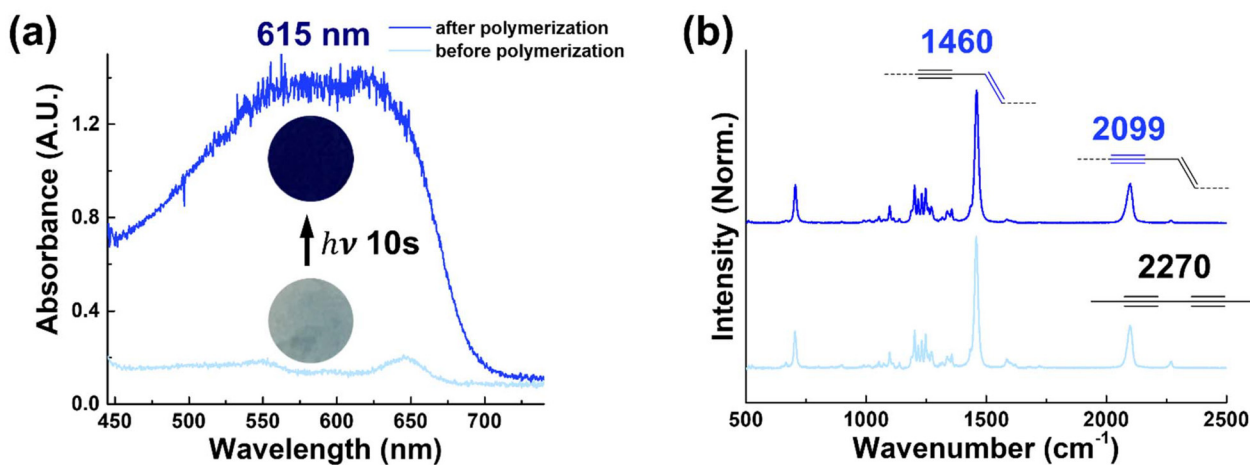 (a)
615 nm
after polymerization
before polymerization
hν 10s
Absorbance (A.U.)
1.2
0.8
0.4
0.0
450 500 550 600 650 700
Wavelength (nm)
(b)
1460
2099
2270
Intensity (Norm.)
500 1000 1500 2000 2500
Wavenumber (cm⁻¹)